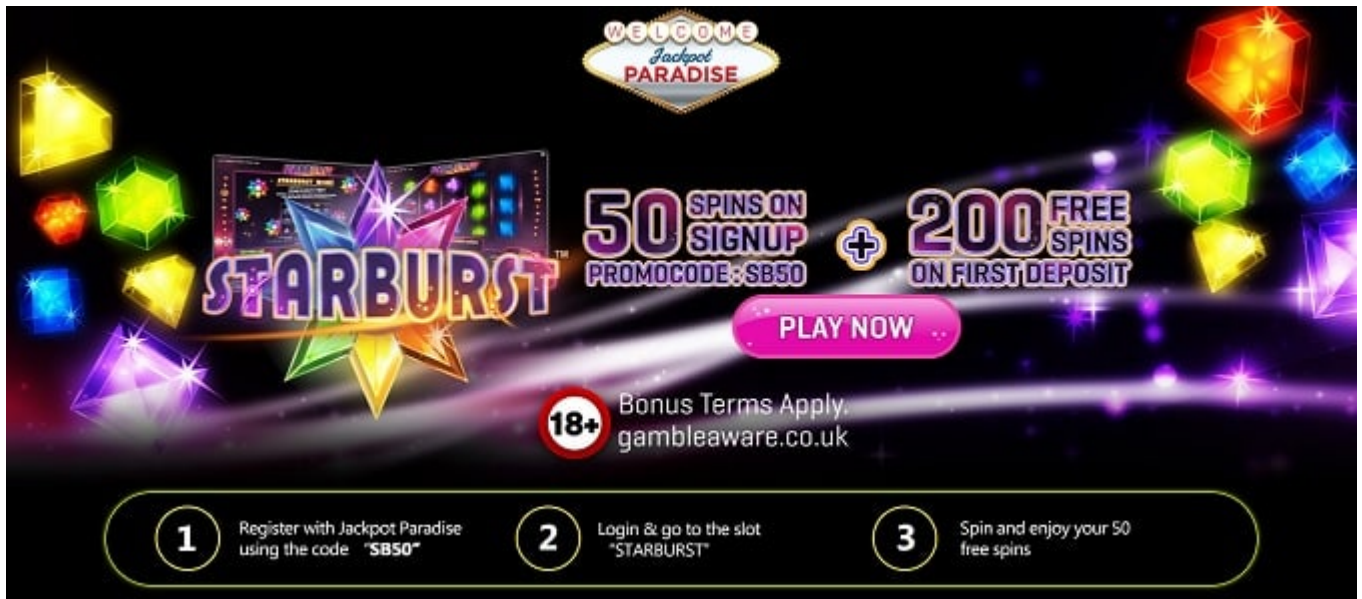 WELCOME
Jackpot
PARADISE
STARBURST™
50 SPINS ON
SIGNUP
PROMOCODE:SB50
+
200 FREE
SPINS
ON FIRST DEPOSIT
PLAY NOW
18+
Bonus Terms Apply.
gambleaware.co.uk
1
Register with Jackpot Paradise
using the code "SB50"
2
Login & go to the slot
"STARBURST"
3
Spin and enjoy your 50
free spins